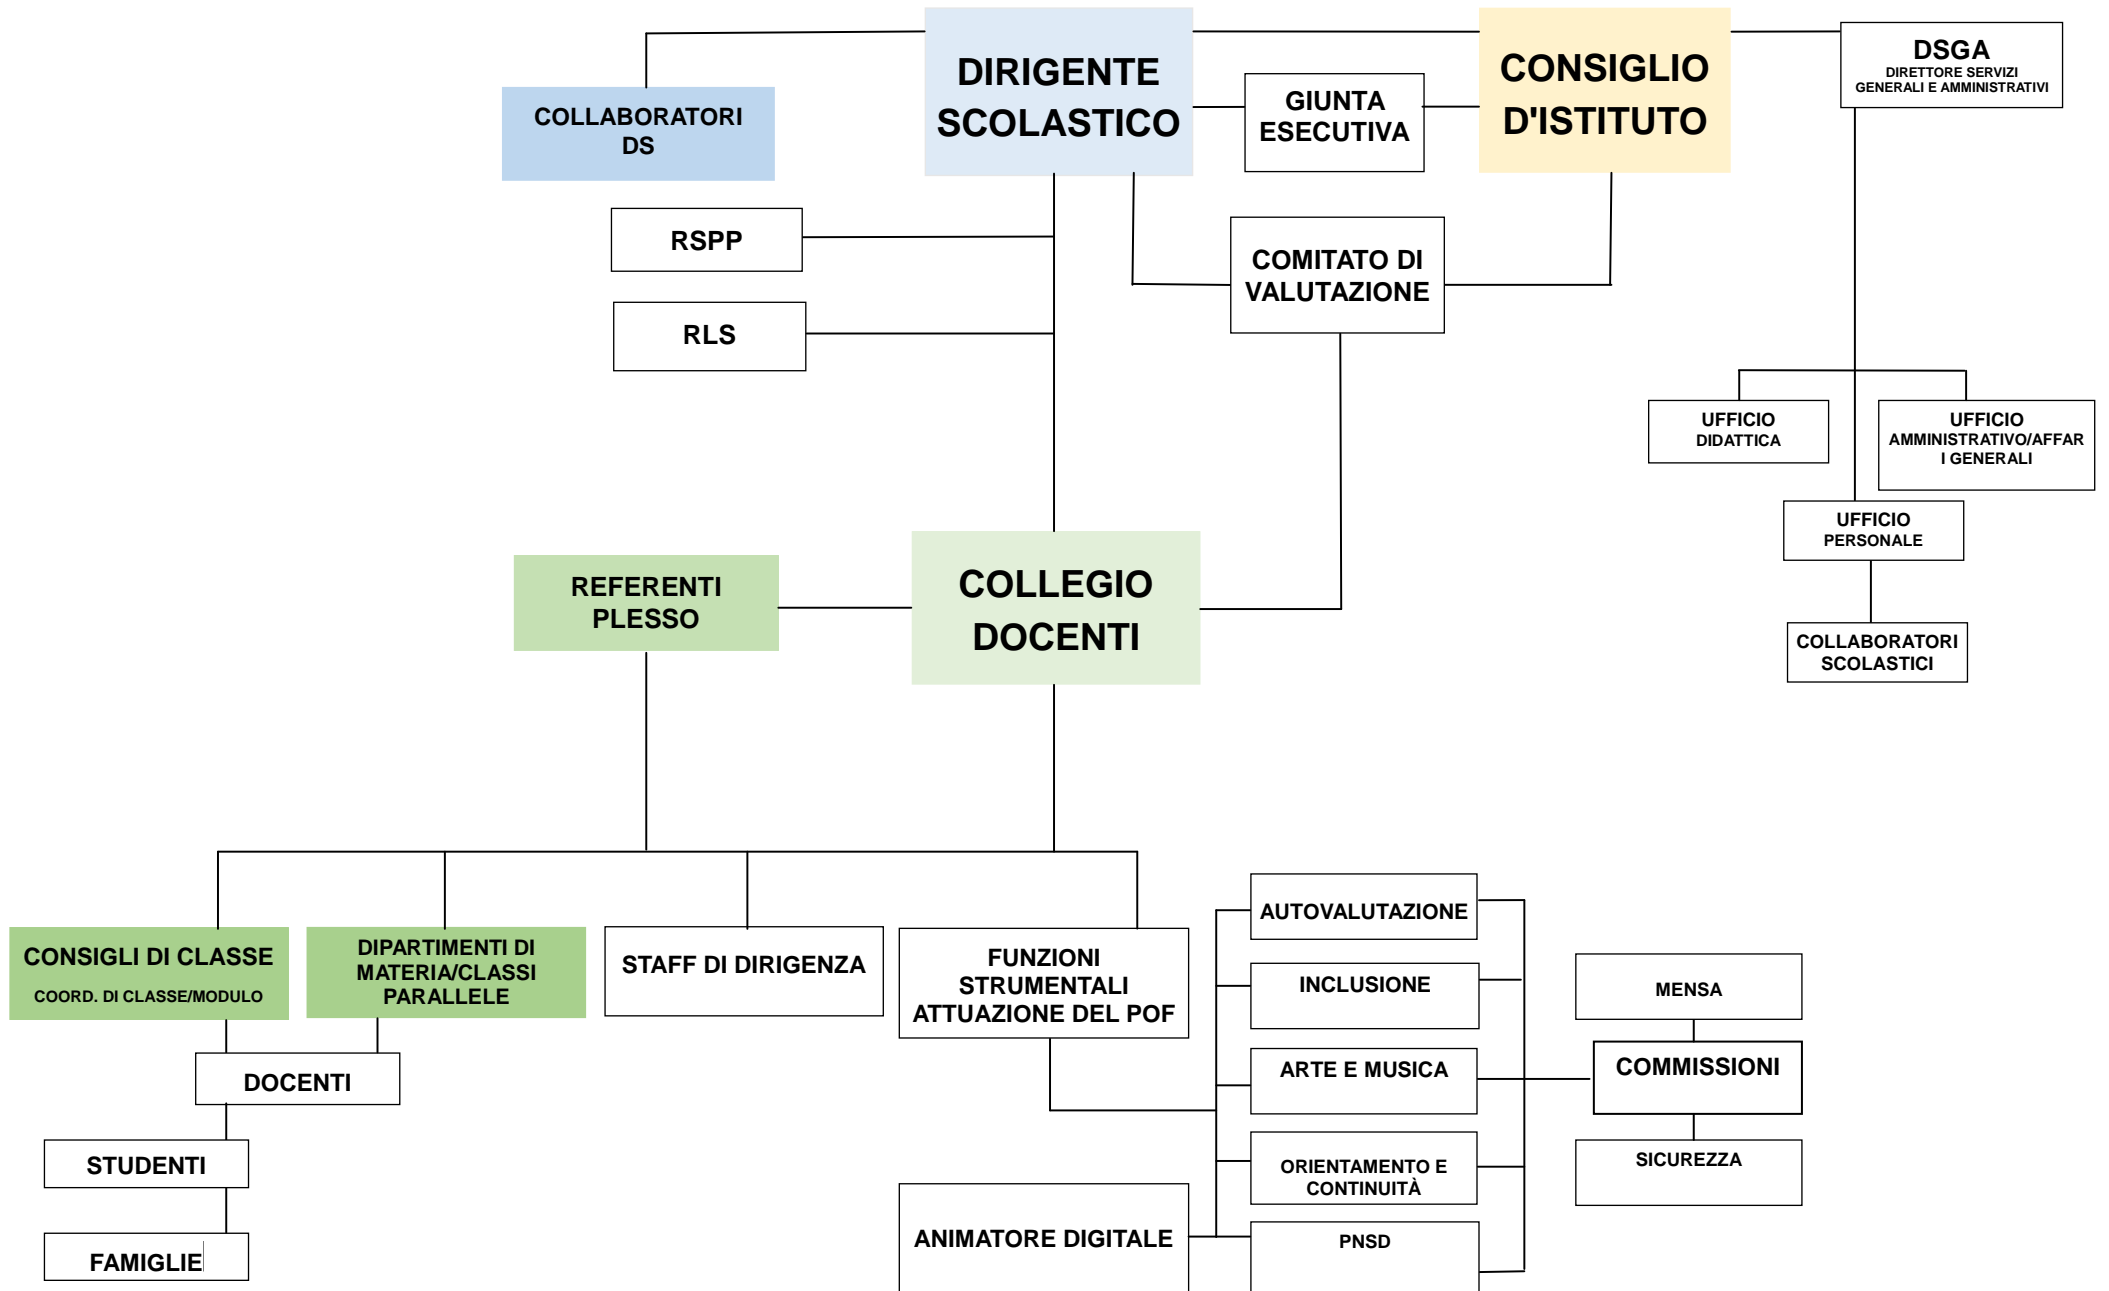 DIRIGENTE
SCOLASTICO
CONSIGLIO
D'ISTITUTO
DSGA
DIRETTORE SERVIZI
GENERALI E AMMINISTRATIVI
COLLABORATORI
DS
GIUNTA
ESECUTIVA
RSPP
COMITATO DI
VALUTAZIONE
RLS
UFFICIO
DIDATTICA
UFFICIO
AMMINISTRATIVO/AFFAR
I GENERALI
UFFICIO
PERSONALE
COLLABORATORI
SCOLASTICI
REFERENTI
PLESSO
COLLEGIO
DOCENTI
CONSIGLI DI CLASSE
COORD. DI CLASSE/MODULO
DIPARTIMENTI DI
MATERIA/CLASSI
PARALLELE
STAFF DI DIRIGENZA
FUNZIONI
STRUMENTALI
ATTUAZIONE DEL POF
AUTOVALUTAZIONE
INCLUSIONE
ARTE E MUSICA
ORIENTAMENTO E
CONTINUITÀ
PNSD
MENSA
COMMISSIONI
SICUREZZA
DOCENTI
STUDENTI
FAMIGLIE
ANIMATORE DIGITALE